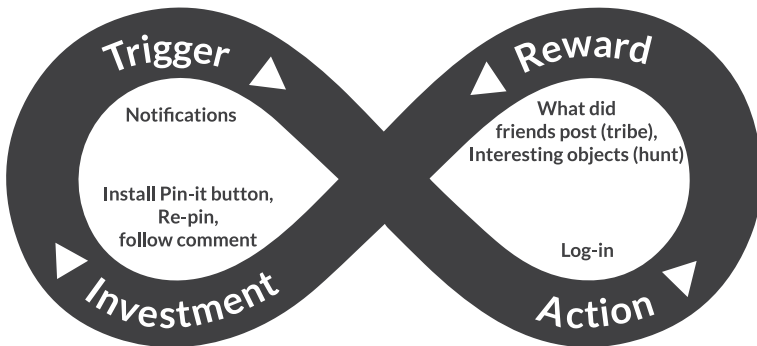 Trigger
Notifications
Install Pin-it button,
Re-pin,
follow comment
Investment
Reward
What did
friends post (tribe),
Interesting objects (hunt)
Log-in
Action